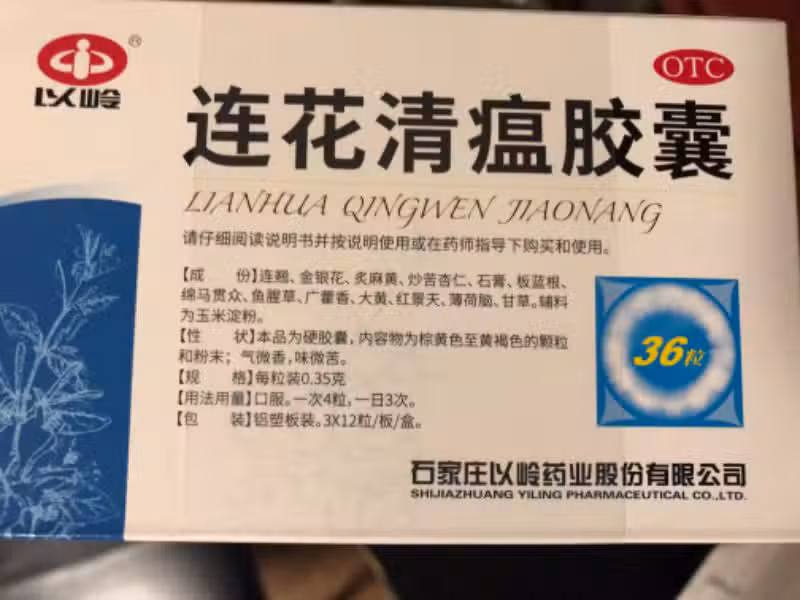 以岭
®
OTC
连花清瘟胶囊
LIANHUA QINGWEN JIAONANG
请仔细阅读说明书并按说明使用或在药师指导下购买和使用。
【成 份】连翘、金银花、炙麻黄、炒苦杏仁、石膏、板蓝根、
绵马贯众、鱼腥草、广藿香、大黄、红景天、薄荷脑、甘草。辅料
为玉米淀粉。
【性 状】本品为硬胶囊，内容物为棕黄色至黄褐色的颗粒
和粉末；气微香，味微苦。
【规 格】每粒装0.35克
【用法用量】口服。一次4粒，一日3次。
【包 装】铝塑板装。3X12粒/板/盒。
36粒
石家庄以岭药业股份有限公司
SHIJIAZHUANG YILING PHARMACEUTICAL CO.,LTD.